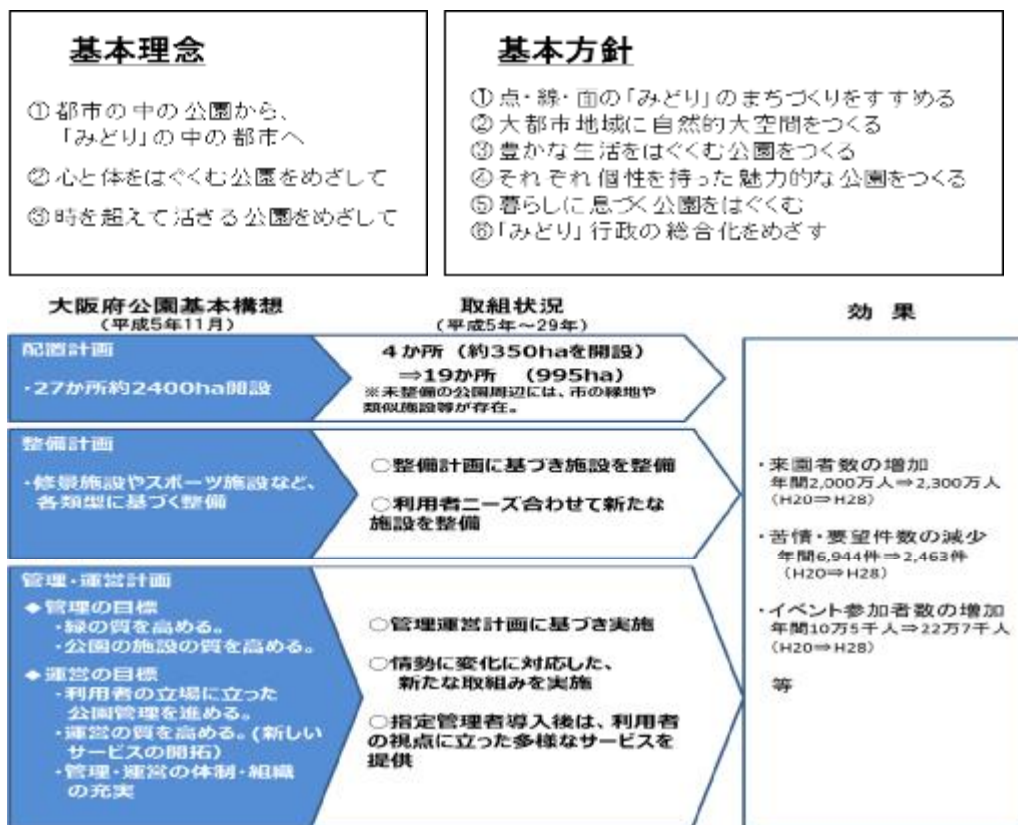 基本理念
①都市の中の公園から、
「みどり」の中の都市へ
②心と体をはぐくむ公園をめざして
③時を超えて活きる公園をめざして
基本方針
①点・線・面の「みどり」のまちづくりをすすめる
②大都市地域に自然的大空間をつくる
③豊かな生活をはぐくむ公園をつくる
④それぞれ個性を持った魅力的な公園をつくる
⑤暮らしに息づく公園をはぐくむ
⑥「みどり」行政の総合化をめざす
大阪府公園基本構想
（平成5年11月）
取組状況
（平成5年～29年）
効果
配置計画
・27か所約2400ha開設
4か所（約350haを開設）
⇒19か所（995ha）
※未整備の公園周辺には、市の緑地や
類似施設等が存在。
整備計画
・修景施設やスポーツ施設など、
各類型に基づく整備
○整備計画に基づき施設を整備
○利用者ニーズ合わせて新たな
施設を整備
管理・運営計画
◆管理の目標
・緑の質を高める。
・公園の施設の質を高める。
◆運営の目標
・利用者の立場に立った
公園管理を進める。
・運営の質を高める。（新しい
サービスの開拓）
・管理・運営の体制・組織
の充実
○管理運営計画に基づき実施
○情勢に変化に対応した、
新たな取組みを実施
○指定管理者導入後は、利用者
の視点に立った多様なサービスを
提供
・来園者数の増加
年間2,000万人⇒2,300万人
（H20⇒H28）
・苦情・要望件数の減少
年間6,944件⇒2,463件
（H20⇒H28）
・イベント参加者数の増加
年間10万5千人⇒22万7千人
（H20⇒H28）
等